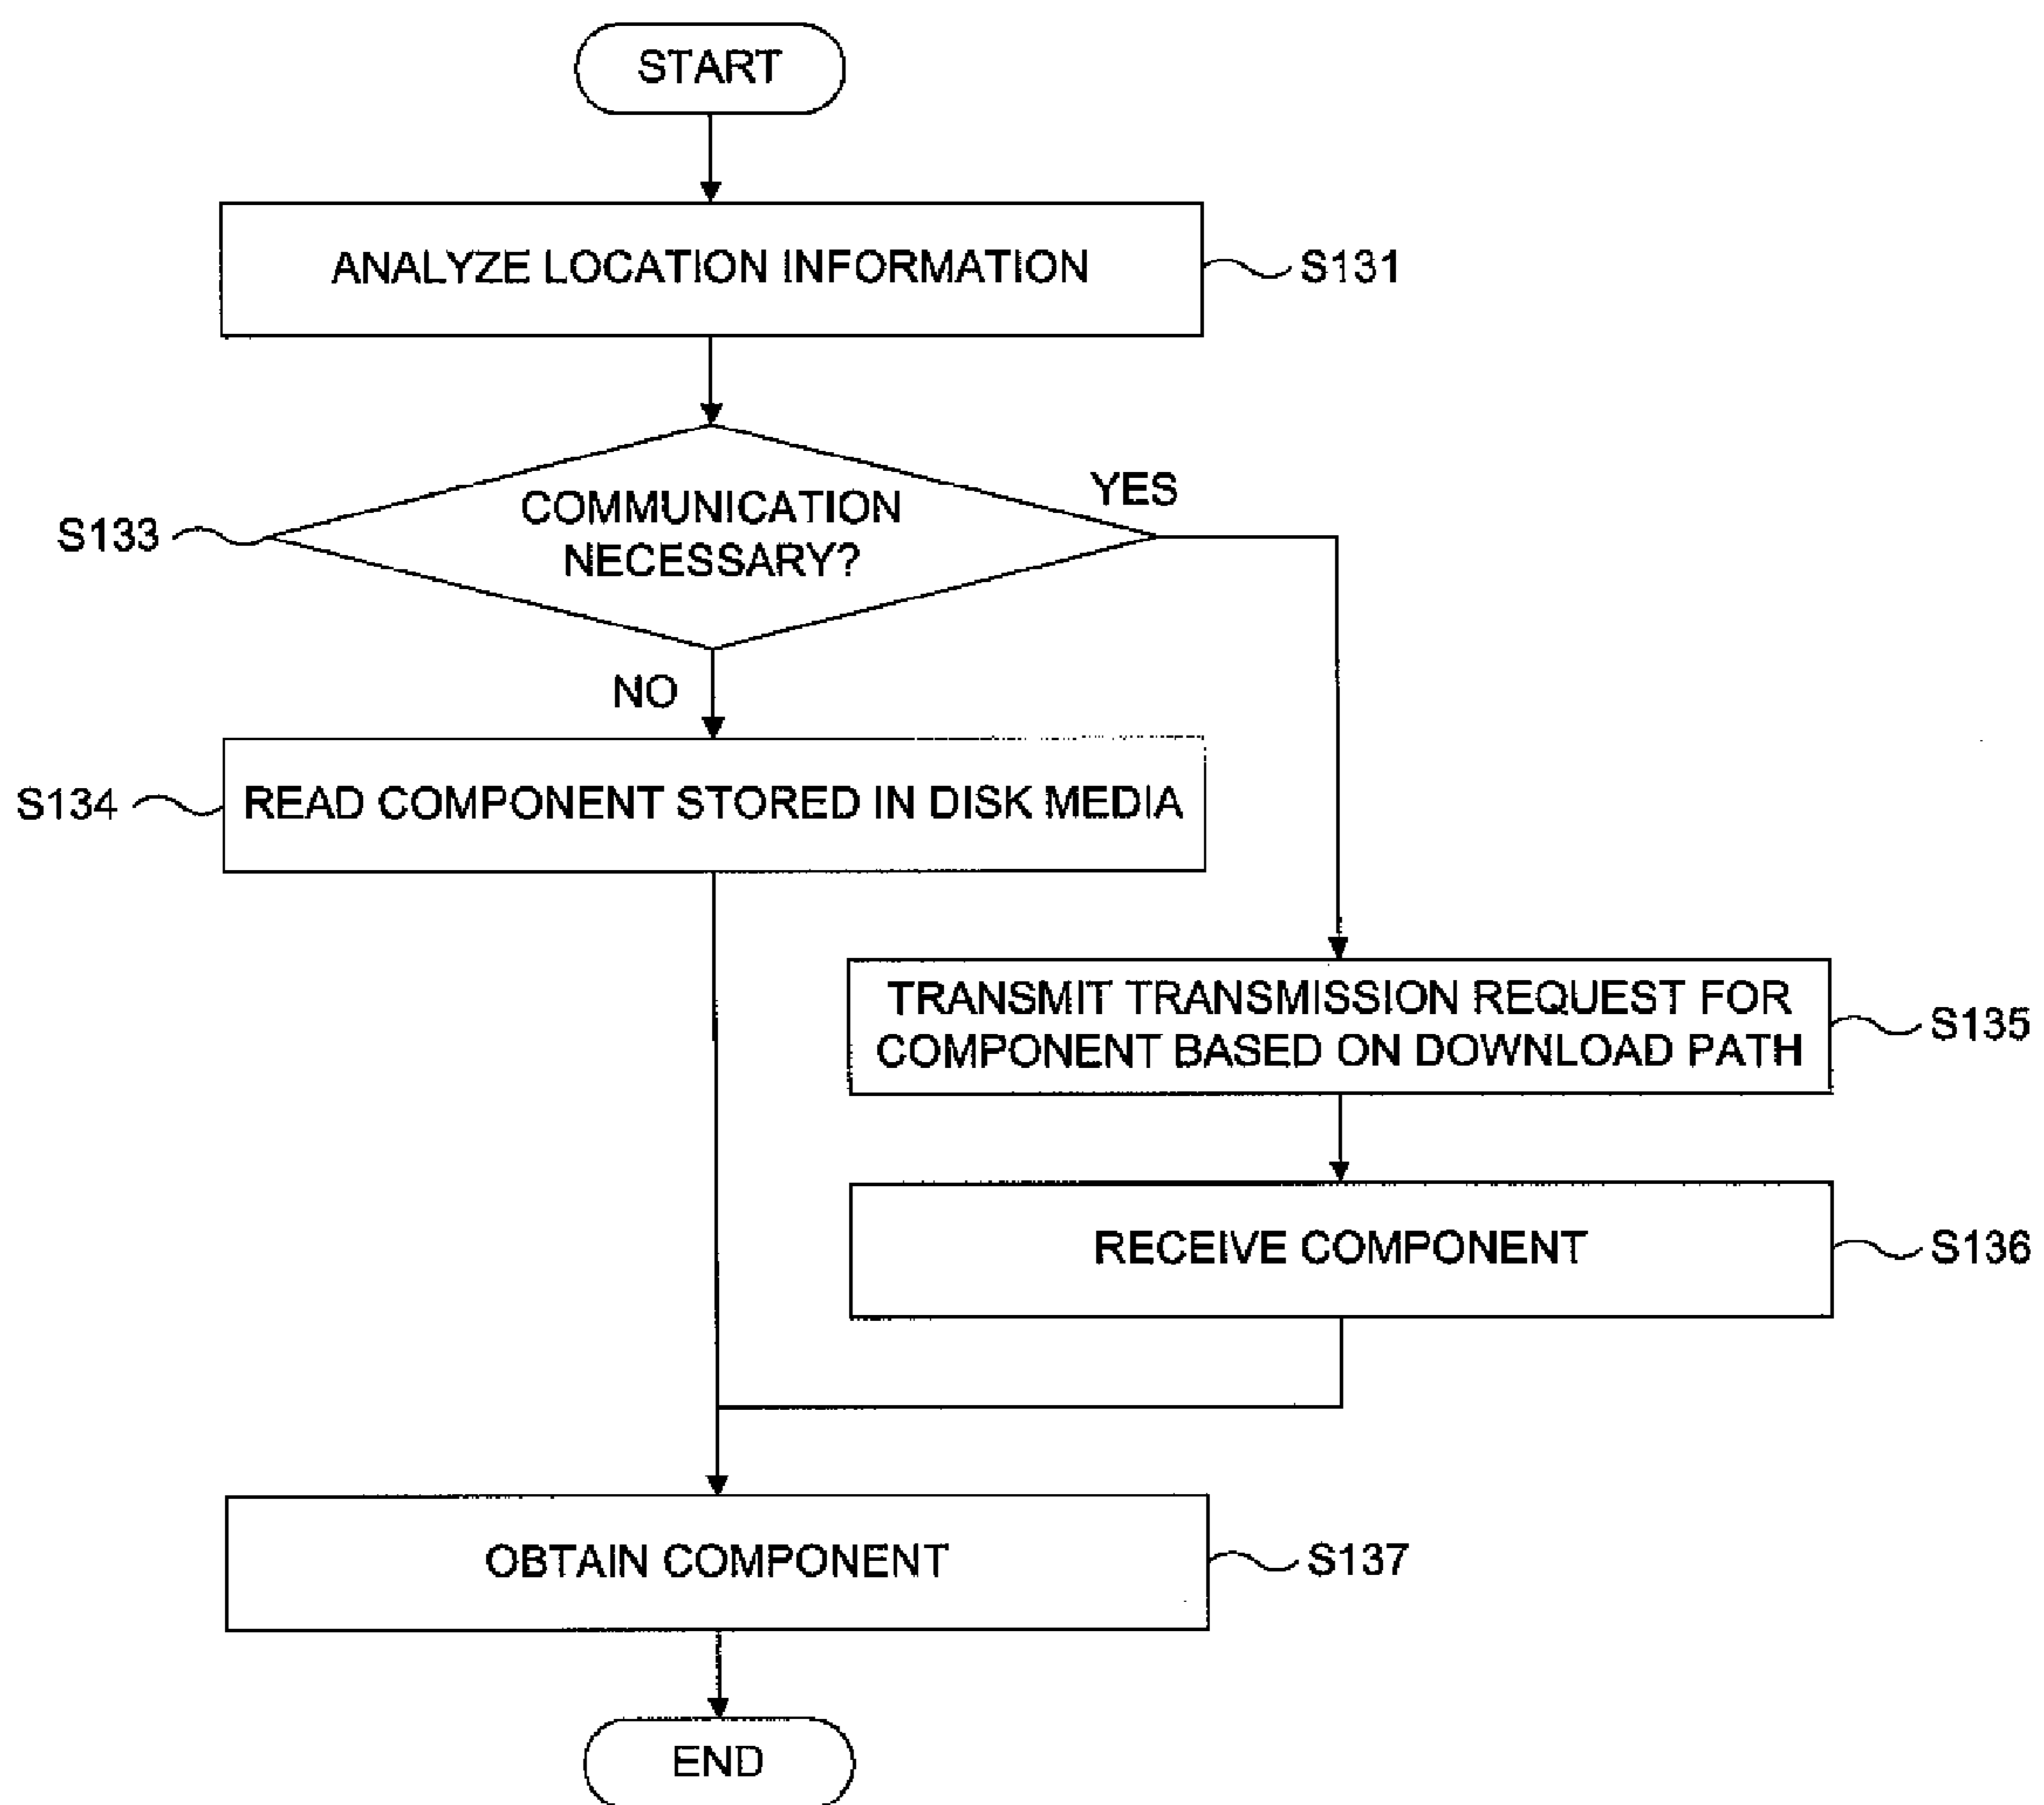 START
ANALYZE LOCATION INFORMATION
S131
COMMUNICATION
NECESSARY?
S133
YES
NO
READ COMPONENT STORED IN DISK MEDIA
S134
TRANSMIT TRANSMISSION REQUEST FOR
COMPONENT BASED ON DOWNLOAD PATH
S135
RECEIVE COMPONENT
S136
OBTAIN COMPONENT
S137
END